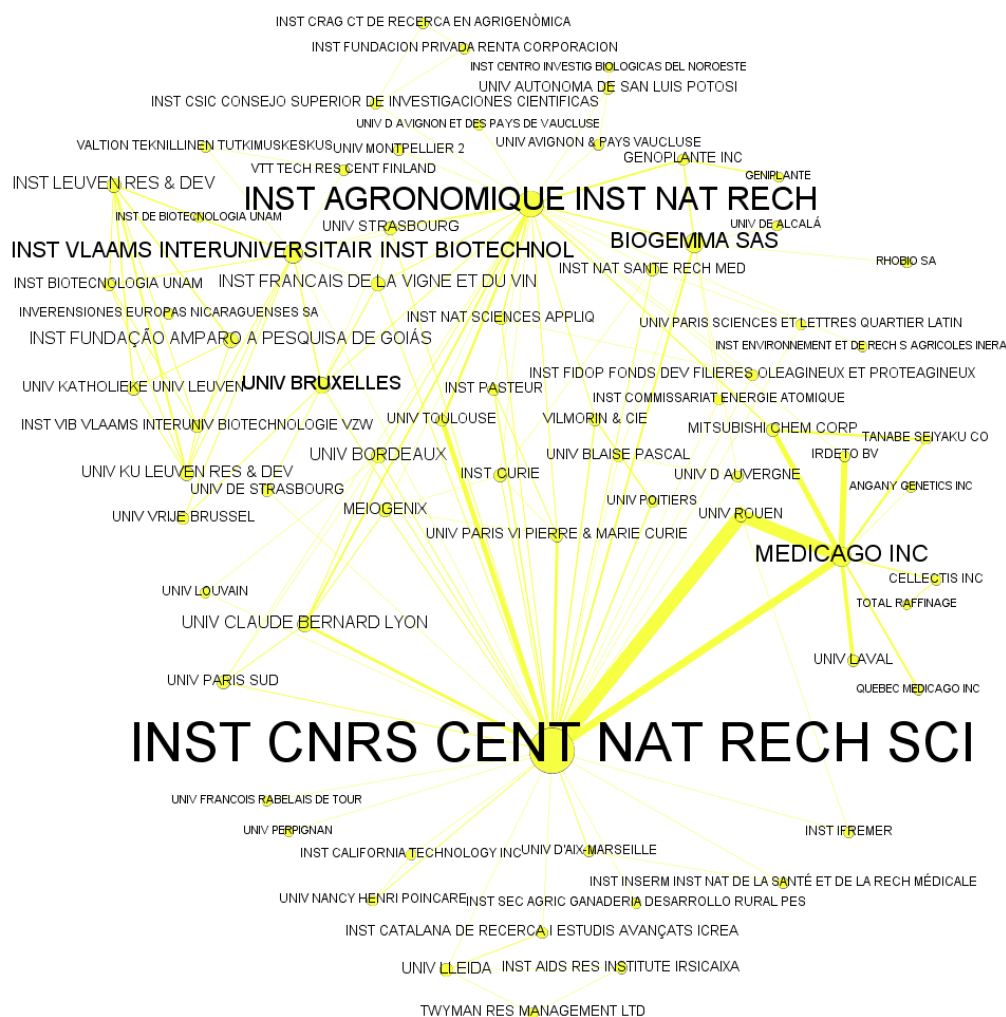 INST CRAG CT DE RECERCA EN AGRIGENÒMICA
INST FUNDACION PRIVADA RENTA CORPORACION
INST CENTRO INVESTIG BIOLOGICAS DEL NOROESTE
UNIV AUTONOMA DE SAN LUIS POTOSI
INST CSIC CONSEJO SUPERIOR DE INVESTIGACIONES CIENTIFICAS
UNIV D AVIGNON ET DES PAYS DE VAUCLUSE
VALTION TEKNILLINEN TUTKIMUSKESKUS
UNIV MONTPELLIER 2
UNIV AVIGNON & PAYS VAUCLUSE
GENOPLANTE INC
VTT TECH RES CENT FINLAND
GENIPLANTE
INST LEUVEN RES & DEV
INST AGRONOMIQUE INST NAT RECH
INST DE BIOTECNOLOGIA UNAM
UNIV STRASBOURG
UNIV DE ALCALÁ
INST VLAAMS INTERUNIVERSITAIR INST BIOTECHNOL
BIOGEMMA SAS
RHOBIO SA
INST BIOTECNOLOGIA UNAM
INST FRANCAIS DE LA VIGNE ET DU VIN
INST NAT SANTE RECH MED
INVERENSIONES EUROPAS NICARAGUENSES SA
INST NAT SCIENCES APPLIQ
UNIV PARIS SCIENCES ET LETTRES QUARTIER LATIN
INST FUNDAÇÃO AMPARO A PESQUISA DE GOIÁS
INST ENVIRONNEMENT ET DE RECH S AGRICOLES INERA
INST FIDOP FONDS DEV FILIERES OLEAGINEUX ET PROTEAGINEUX
UNIV KATHOLIEKE UNIV LEUVEN
UNIV BRUXELLES
INST PASTEUR
INST COMMISSARIAT ENERGIE ATOMIQUE
INST VIB VLAAMS INTERUNIV BIOTECHNOLOGIE VZW
UNIV TOULOUSE
VILMORIN & CIE
MITSUBISHI CHEM CORP
TANABE SEIYAKU CO
UNIV BORDEAUX
UNIV BLAISE PASCAL
IRDETO BV
UNIV KU LEUVEN RES & DEV
INST CURIE
UNIV D AUVERGNE
UNIV DE STRASBOURG
ANGANY GENETICS INC
UNIV POITIERS
UNIV VRIJE BRUSSEL
MEIOGENIX
UNIV ROUEN
UNIV PARIS VI PIERRE & MARIE CURIE
MEDICAGO INC
CELLECTIS INC
UNIV LOUVAIN
TOTAL RAFFINAGE
UNIV CLAUDE BERNARD LYON
UNIV LAVAL
UNIV PARIS SUD
QUEBEC MEDICAGO INC
INST CNRS CENT NAT RECH SCI
UNIV FRANCOIS RABELAIS DE TOUR
UNIV PERPIGNAN
INST IFREMER
INST CALIFORNIA TECHNOLOGY INC
UNIV D'AIX-MARSEILLE
INST INSERM INST NAT DE LA SANTÉ ET DE LA RECH MÉDICALE
UNIV NANCY HENRI POINCARE
INST SEC AGRIC GANADERIA DESARROLLO RURAL PES
INST CATALANA DE RECERCA I ESTUDIS AVANÇATS ICREA
UNIV LLEIDA
INST AIDS RES INSTITUTE IRSICAIXA
TWYMAN RES MANAGEMENT LTD